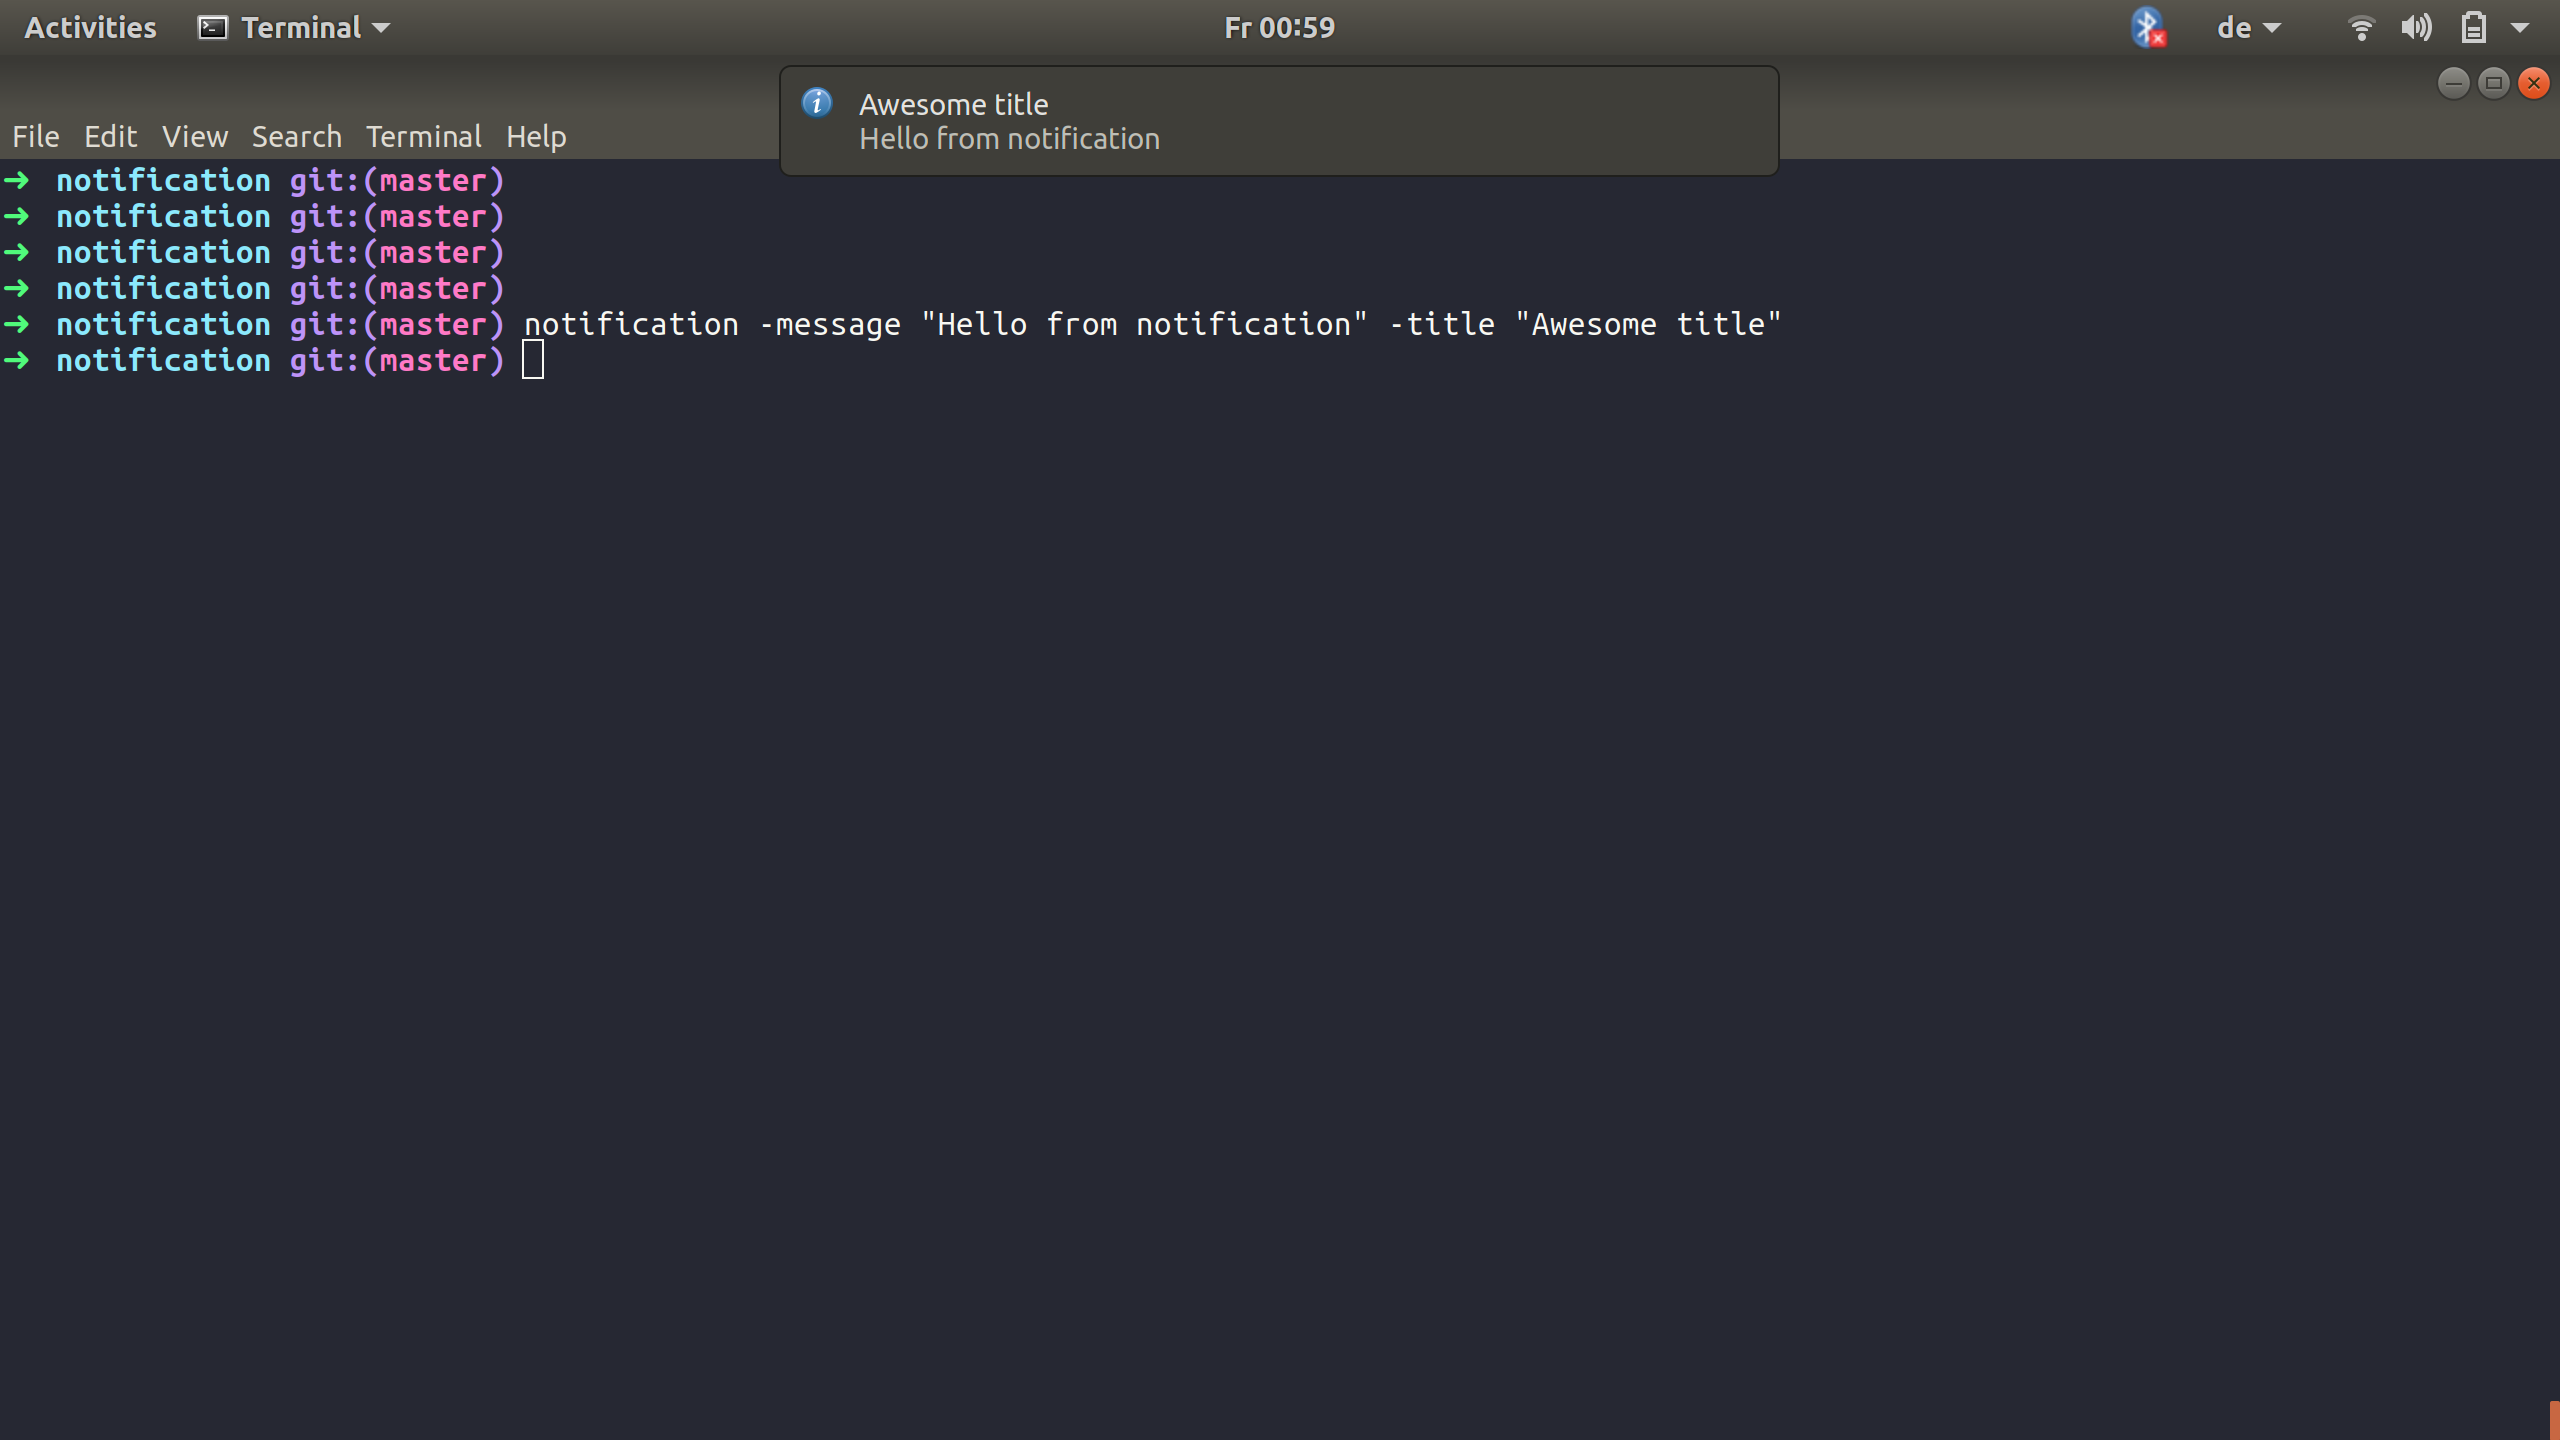 Activities Terminal Fr 00:59 de
Awesome title
Hello from notification
File Edit View Search Terminal Help
➜ notification git:(master)
➜ notification git:(master)
➜ notification git:(master)
➜ notification git:(master)
➜ notification git:(master) notification -message "Hello from notification" -title "Awesome title"
➜ notification git:(master)